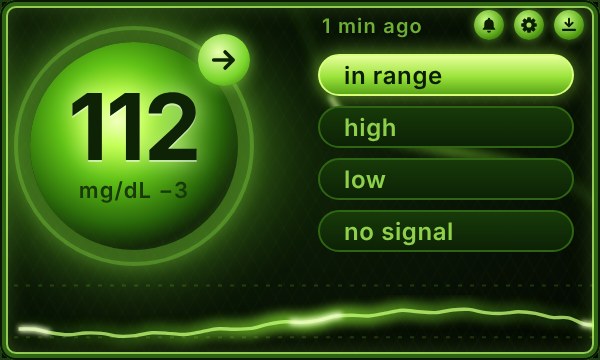 1 min ago
112
mg/dL −3
in range
high
low
no signal